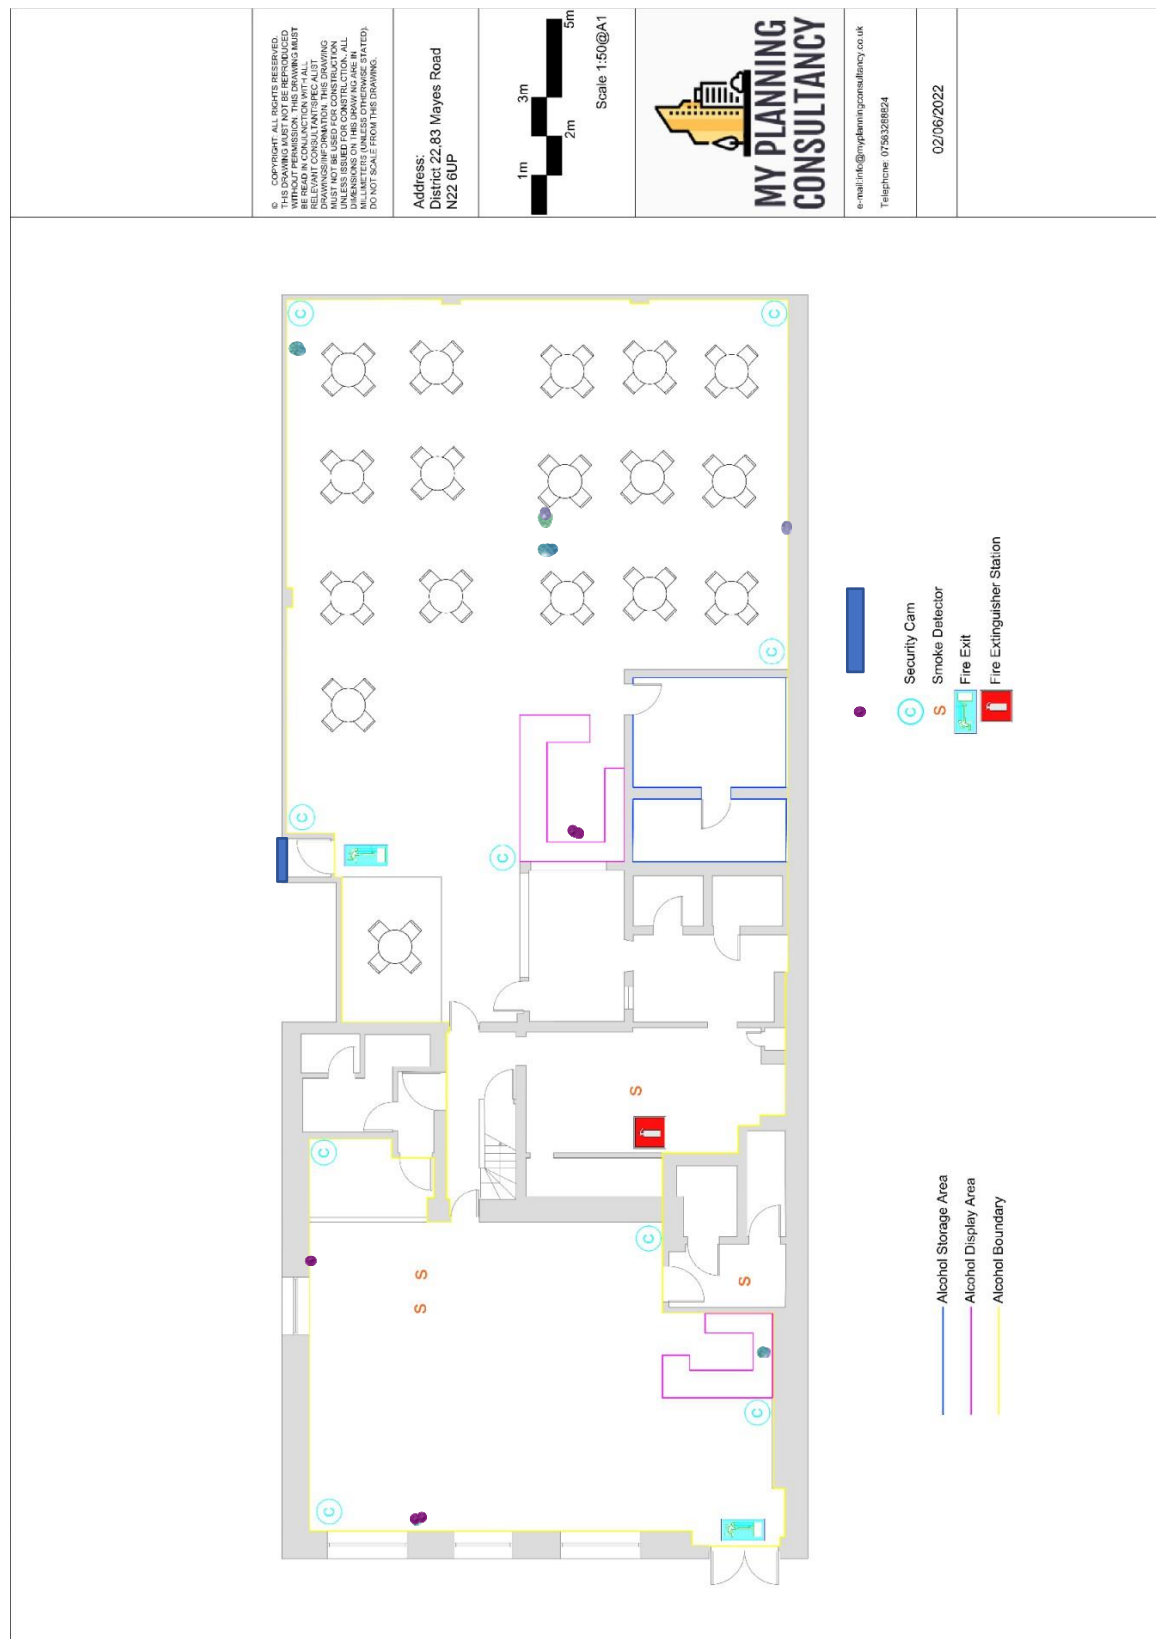 © COPYRIGHT: ALL RIGHTS RESERVED.
THIS DRAWING MUST NOT BE REPRODUCED
WITHOUT PERMISSION. THIS DRAWING MUST
BE READ IN CONJUNCTION WITH ALL
RELEVANT CONSULTANT/SPECIALIST
DRAWINGS/INFORMATION. THIS DRAWING
MUST NOT BE USED FOR CONSTRUCTION
UNLESS ISSUED FOR CONSTRUCTION. ALL
DIMENSIONS ON THIS DRAWING ARE IN
MILLIMETERS (UNLESS OTHERWISE STATED).
DO NOT SCALE FROM THIS DRAWING.
Address:
District 22,83 Mayes Road
N22 6UP
1m
2m
3m
5m
Scale 1:50@A1
MY PLANNING
CONSULTANCY
e-mail:info@myplanningconsultancy.co.uk
Telephone: 07563288824
02/06/2022
C
C
C
C
C
C
S
C
C
S
S
S
C
C
C Security Cam
S Smoke Detector
Fire Exit
Fire Extinguisher Station
Alcohol Storage Area
Alcohol Display Area
Alcohol Boundary